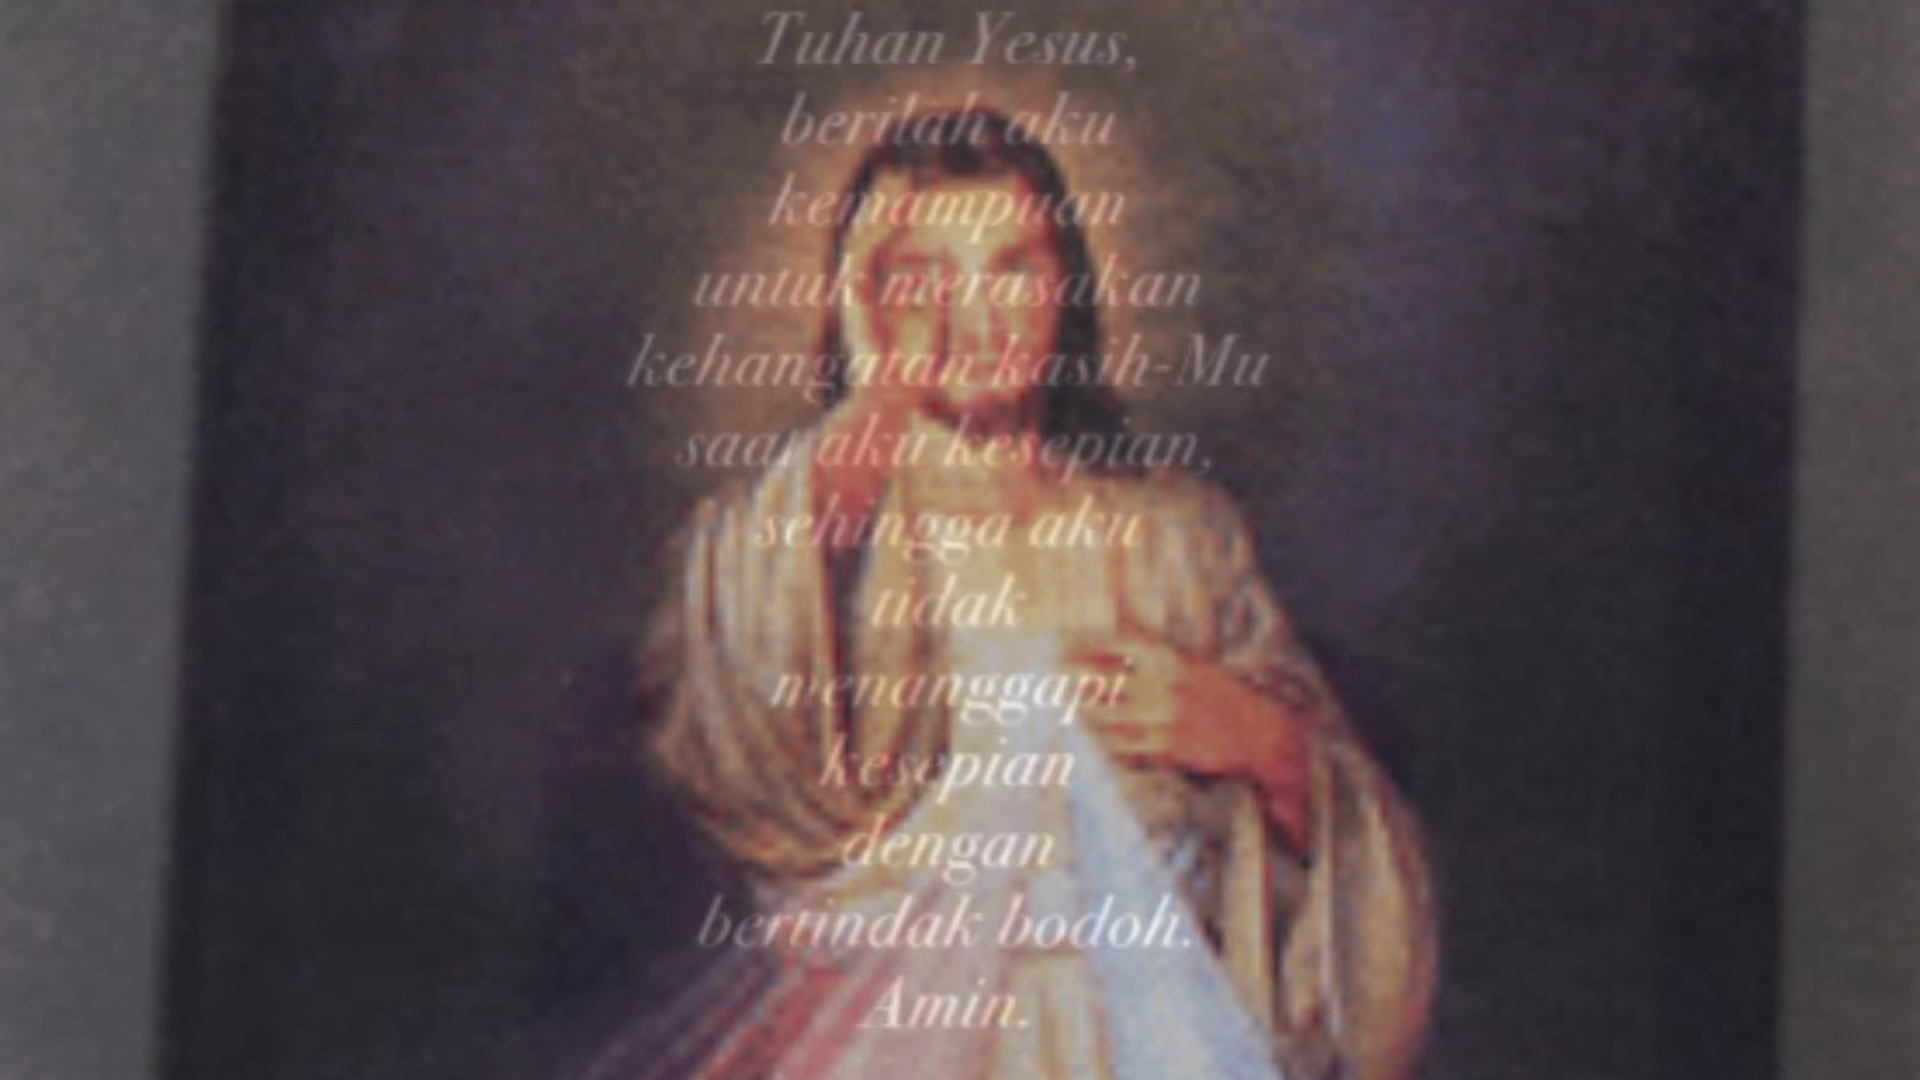 Tuhan Yesus,
berilah aku
kemampuan
untuk merasakan
kehangatan kasih-Mu
saat aku kesepian,
sehingga aku
tidak
menanggapi
kesepian
dengan
bertindak bodoh.
Amin.